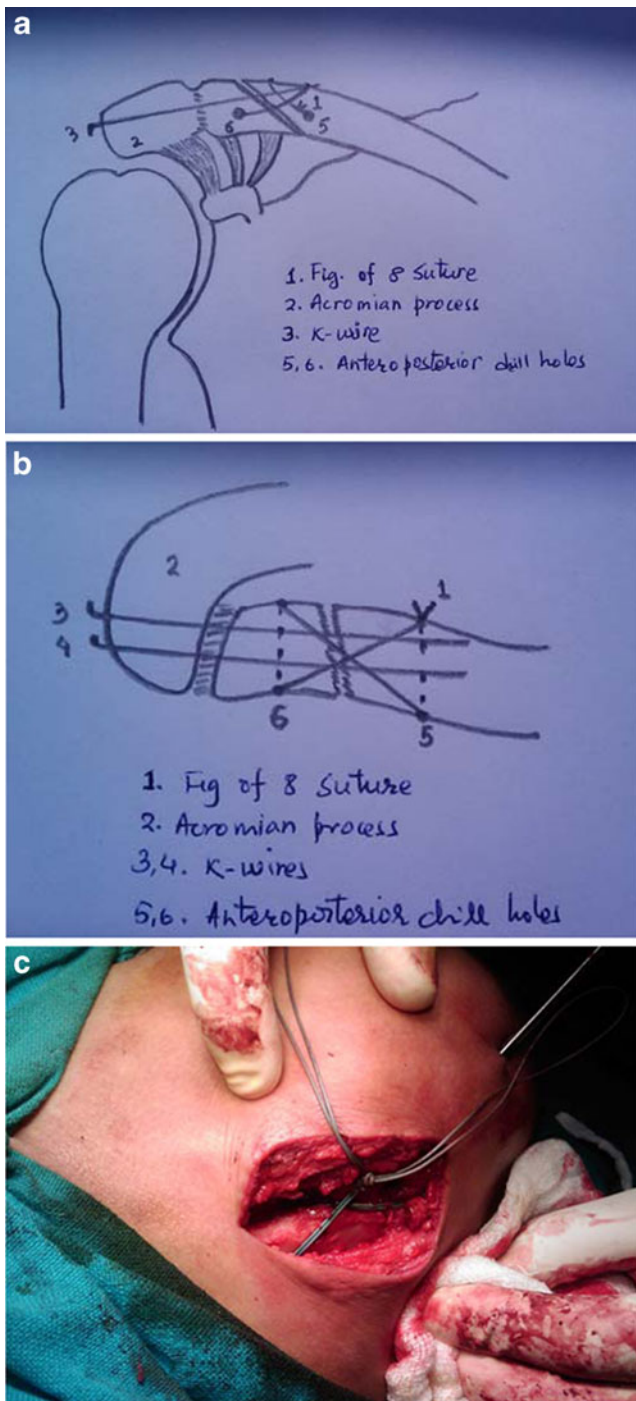 a
3
2
6
1
5
1. Fig. of 8 suture
2. Acromian process
3. K-wire
5,6. Anteroposterior drill holes
b
2
1
3
4
6
5
1. Fig of 8 suture
2. Acromian process
3,4. K-wires
5,6. Anteroposterior drill holes
c